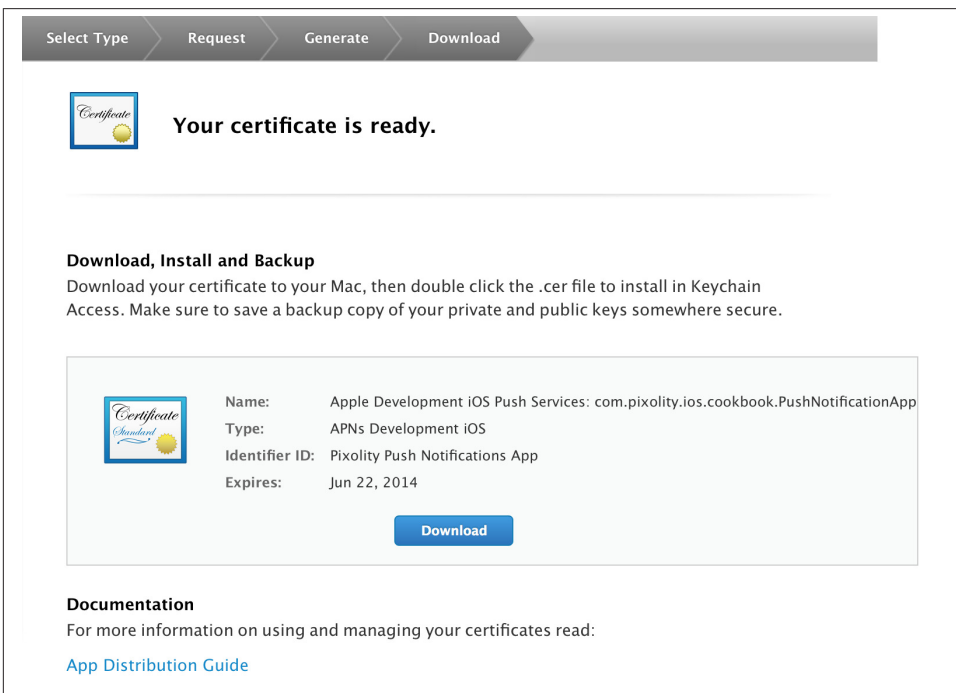 Select Type Request Generate Download
Certificate
Your certificate is ready.
Download, Install and Backup
Download your certificate to your Mac, then double click the .cer file to install in Keychain
Access. Make sure to save a backup copy of your private and public keys somewhere secure.
Certificate
Standard
Name: Apple Development iOS Push Services: com.pixolity.ios.cookbook.PushNotificationApp
Type: APNs Development iOS
Identifier ID: Pixolity Push Notifications App
Expires: Jun 22, 2014
Download
Documentation
For more information on using and managing your certificates read:
App Distribution Guide